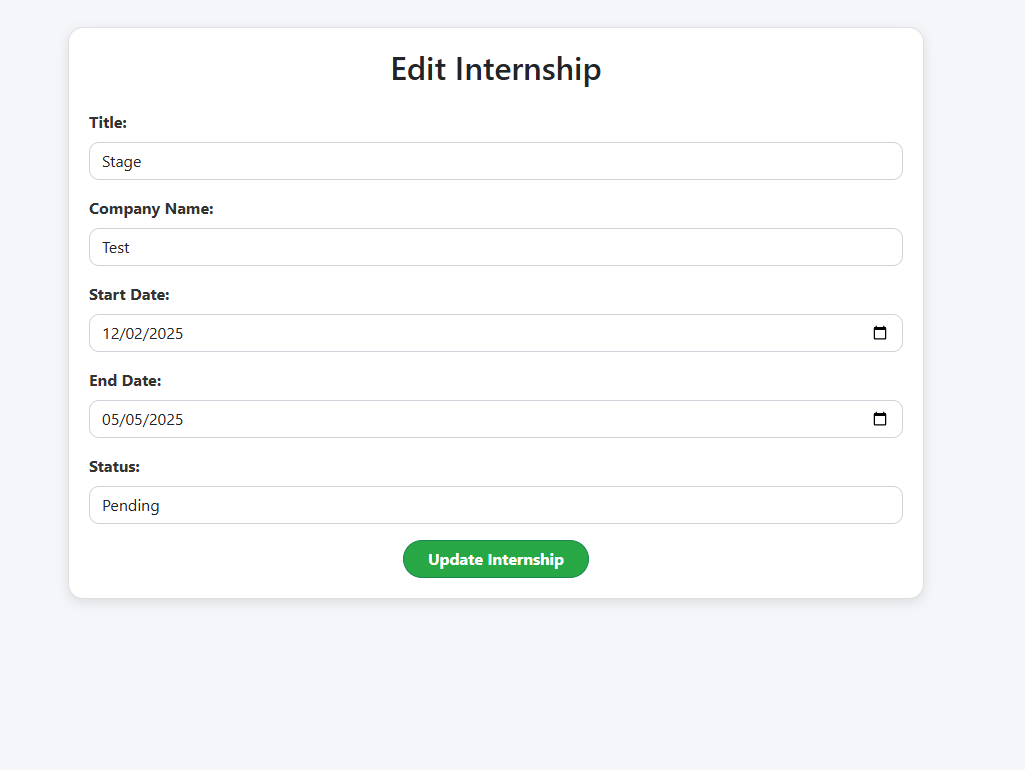 Edit Internship
Title:
Stage
Company Name:
Test
Start Date:
12/02/2025
End Date:
05/05/2025
Status:
Pending
Update Internship